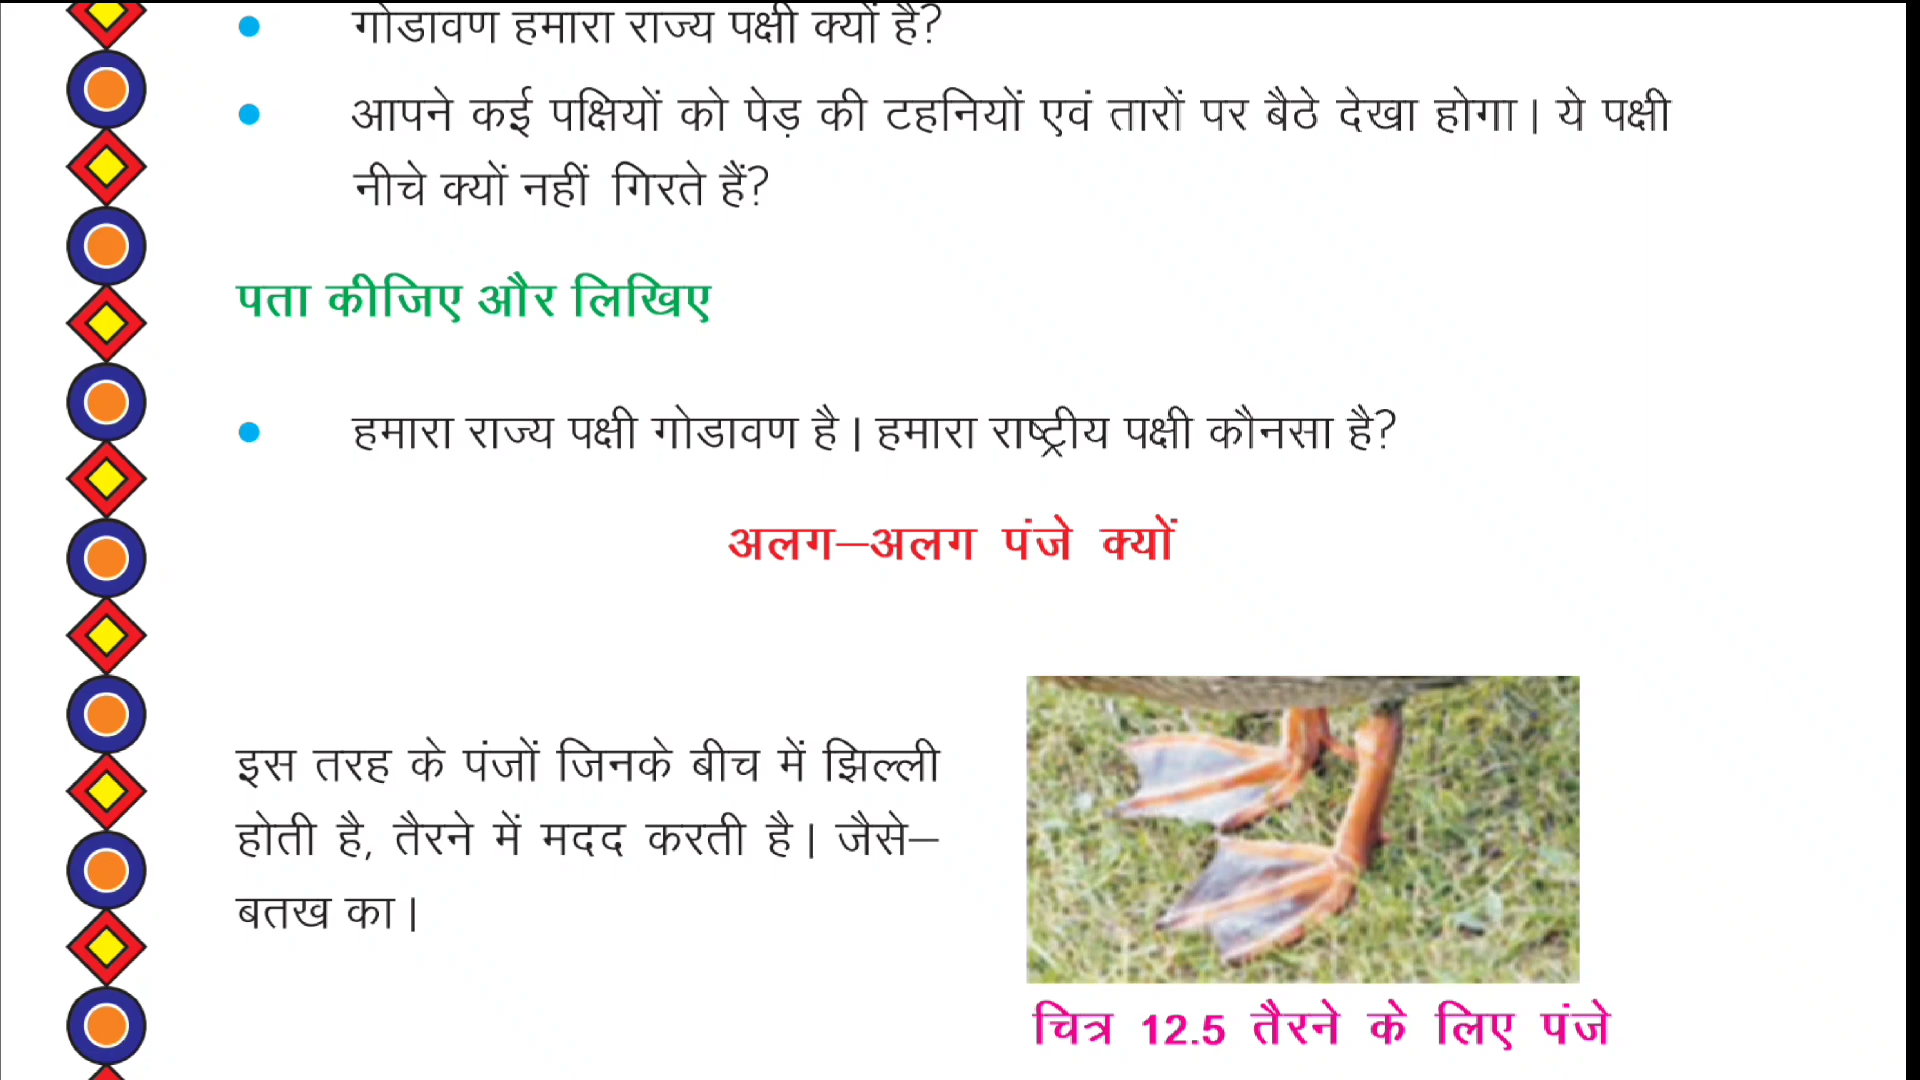 गोडावण हमारा राज्य पक्षी क्यों है?
आपने कई पक्षियों को पेड़ की टहनियों एवं तारों पर बैठे देखा होगा। ये पक्षी
नीचे क्यों नहीं गिरते हैं?
पता कीजिए और लिखिए
हमारा राज्य पक्षी गोडावण है। हमारा राष्ट्रीय पक्षी कौनसा है?
अलग–अलग पंजे क्यों
इस तरह के पंजों जिनके बीच में झिल्ली
होती है, तैरने में मदद करती है। जैसे–
बतख का।
चित्र 12.5 तैरने के लिए पंजे